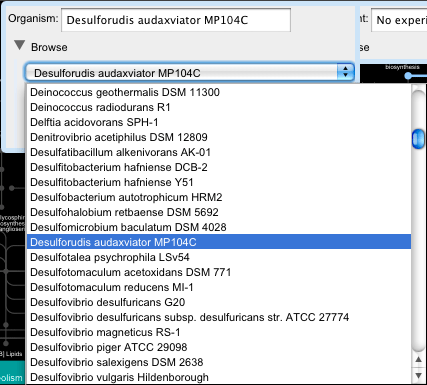 Organism: Desulforudis audaxviator MP104C
nt: No experi
Browse
se
Desulforudis audaxviator MP104C
biosynthesis
Deinococcus geothermalis DSM 11300
Deinococcus radiodurans R1
Delftia acidovorans SPH-1
Denitrovibrio acetiphilus DSM 12809
Desulfatibacillum alkenivorans AK-01
Desulfitobacterium hafniense DCB-2
Desulfitobacterium hafniense Y51
Desulfobacterium autotrophicum HRM2
Desulfohalobium retbaense DSM 5692
Desulfomicrobium baculatum DSM 4028
Desulforudis audaxviator MP104C
Desulfotalea psychrophila LSv54
Desulfotomaculum acetoxidans DSM 771
Desulfotomaculum reducens MI-1
Desulfovibrio desulfuricans G20
Desulfovibrio desulfuricans subsp. desulfuricans str. ATCC 27774
Desulfovibrio magneticus RS-1
Desulfovibrio piger ATCC 29098
Desulfovibrio salexigens DSM 2638
Desulfovibrio vulgaris Hildenborough
lycosphin
iosynthes
anglioser
] Lipids
bolism